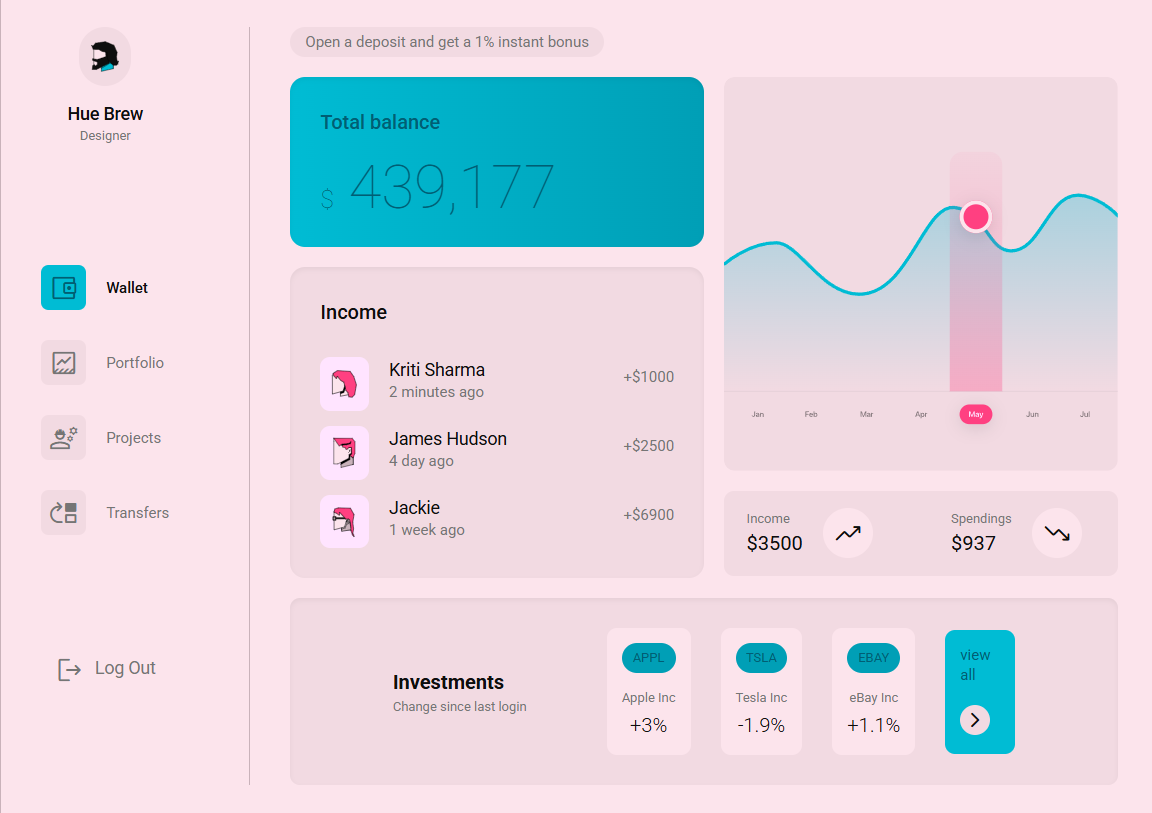 Hue Brew
Designer
Wallet
Portfolio
Projects
Transfers
Log Out
Open a deposit and get a 1% instant bonus
Total balance
$ 439,177
Income
Kriti Sharma
2 minutes ago
+$1000
James Hudson
4 day ago
+$2500
Jackie
1 week ago
+$6900
Jan Feb Mar Apr May Jun Jul
Income
$3500
Spendings
$937
Investments
Change since last login
APPL
Apple Inc
+3%
TSLA
Tesla Inc
-1.9%
EBAY
eBay Inc
+1.1%
view
all